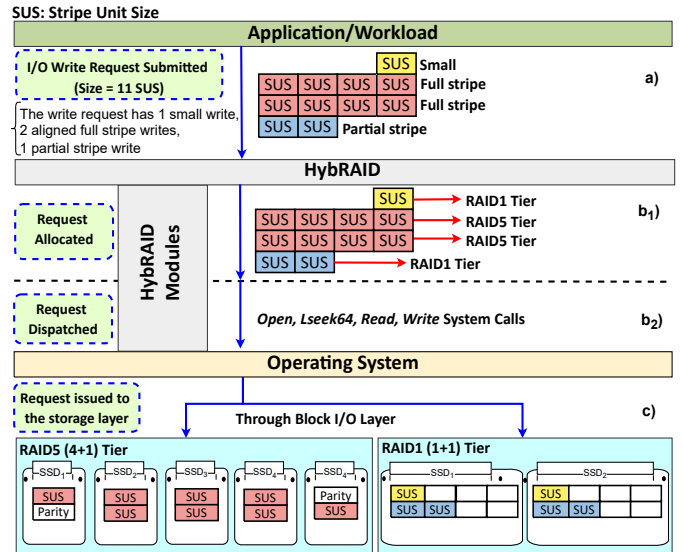 SUS: Stripe Unit Size
Application/Workload
I/O Write Request Submitted
(Size = 11 SUS)
The write request has 1 small write,
2 aligned full stripe writes,
1 partial stripe write
SUS Small
SUS SUS SUS SUS Full stripe
SUS SUS SUS SUS Full stripe
SUS SUS Partial stripe
a)
HybRAID
HybRAID
Modules
Request
Allocated
SUS RAID1 Tier
SUS SUS SUS SUS RAID5 Tier
SUS SUS SUS SUS RAID5 Tier
SUS SUS RAID1 Tier
b1)
Request
Dispatched
Open, Lseek64, Read, Write System Calls
b2)
Operating System
Request issued to
the storage layer
Through Block I/O Layer
c)
RAID5 (4+1) Tier
SSD1 SSD2 SSD3 SSD4 SSD4
SUS SUS SUS SUS Parity
Parity SUS SUS SUS SUS
RAID1 (1+1) Tier
SSD1 SSD2
SUS SUS
SUS SUS SUS SUS